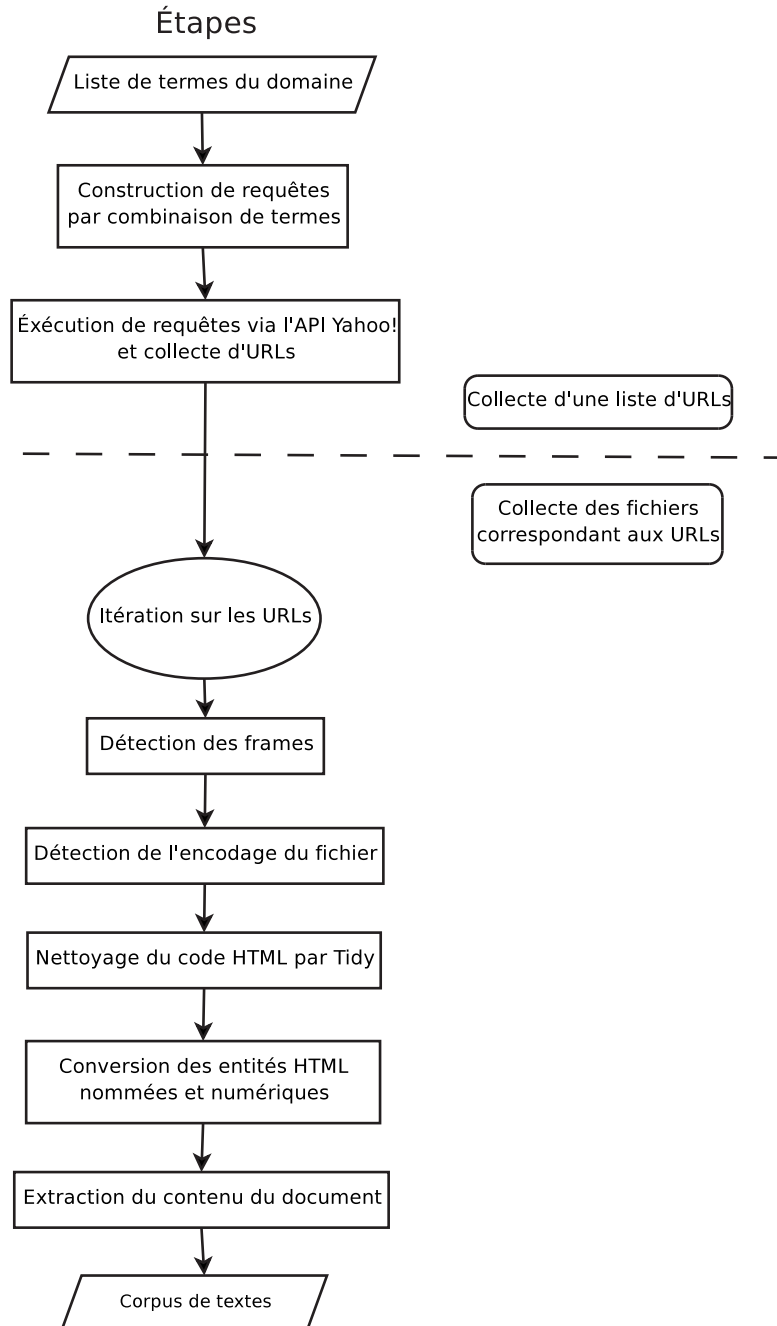 Étapes
Liste de termes du domaine
Construction de requêtes
par combinaison de termes
Éxécution de requêtes via l'API Yahoo!
et collecte d'URLs
Collecte d'une liste d'URLs
Collecte des fichiers
correspondant aux URLs
Itération sur les URLs
Détection des frames
Détection de l'encodage du fichier
Nettoyage du code HTML par Tidy
Conversion des entités HTML
nommées et numériques
Extraction du contenu du document
Corpus de textes